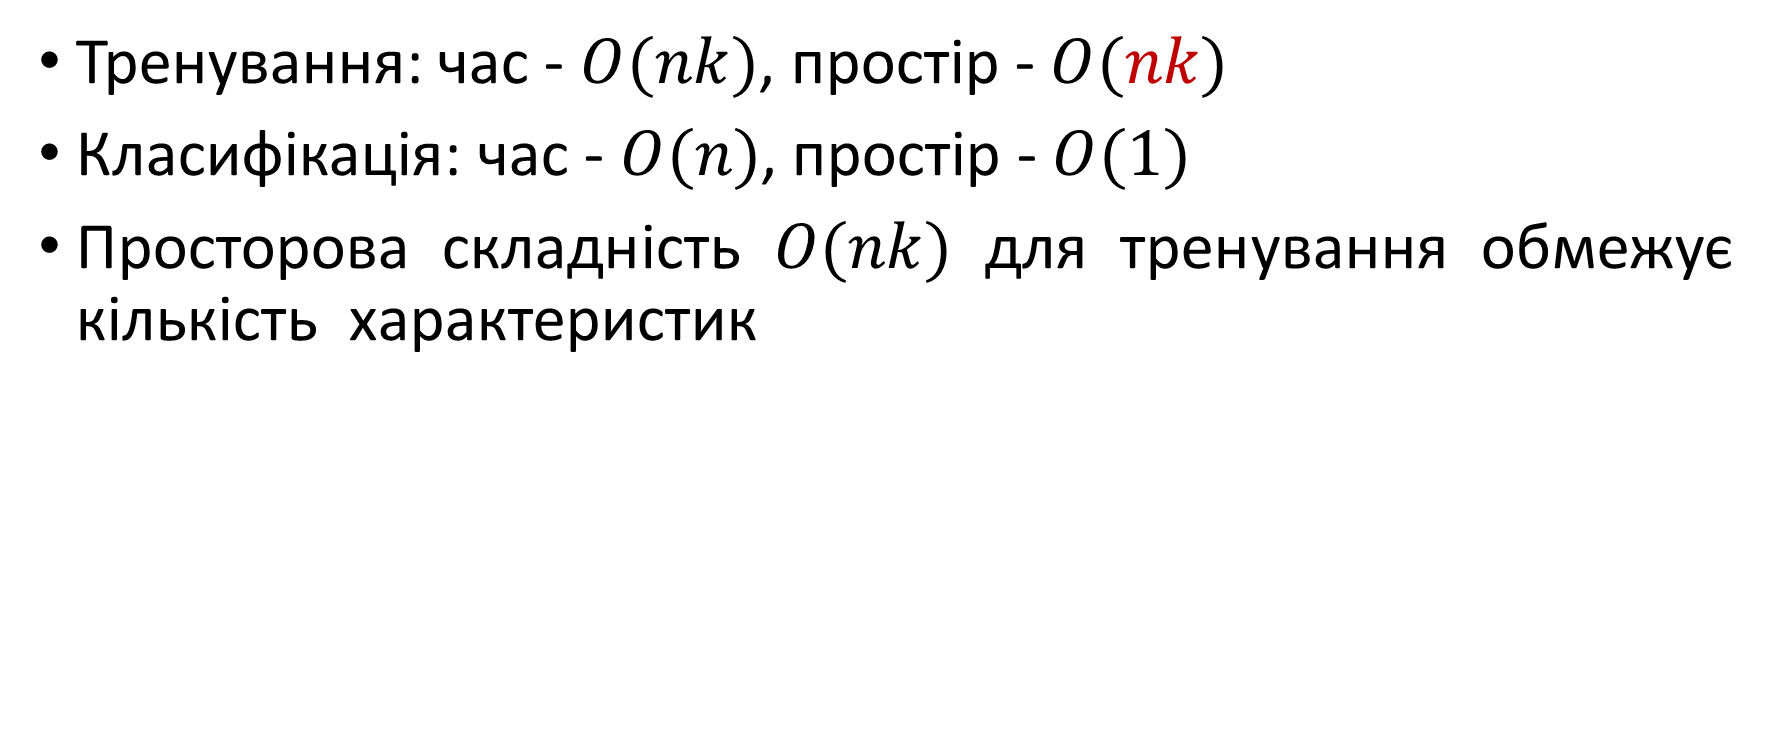 • Тренування: час - O(nk), простір - O(nk)
• Класифікація: час - O(n), простір - O(1)
• Просторова складність O(nk) для тренування обмежує
кількість характеристик